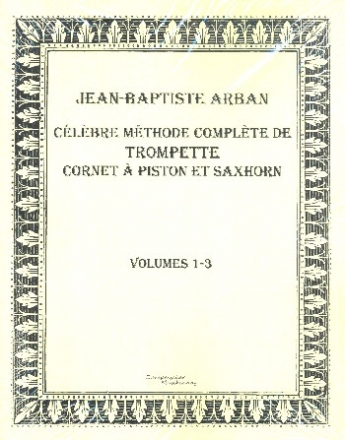 JEAN-BAPTISTE ARBAN
CÉLÈBRE MÉTHODE COMPLÈTE DE
TROMPETTE
CORNET À PISTON ET SAXHORN
VOLUMES 1-3